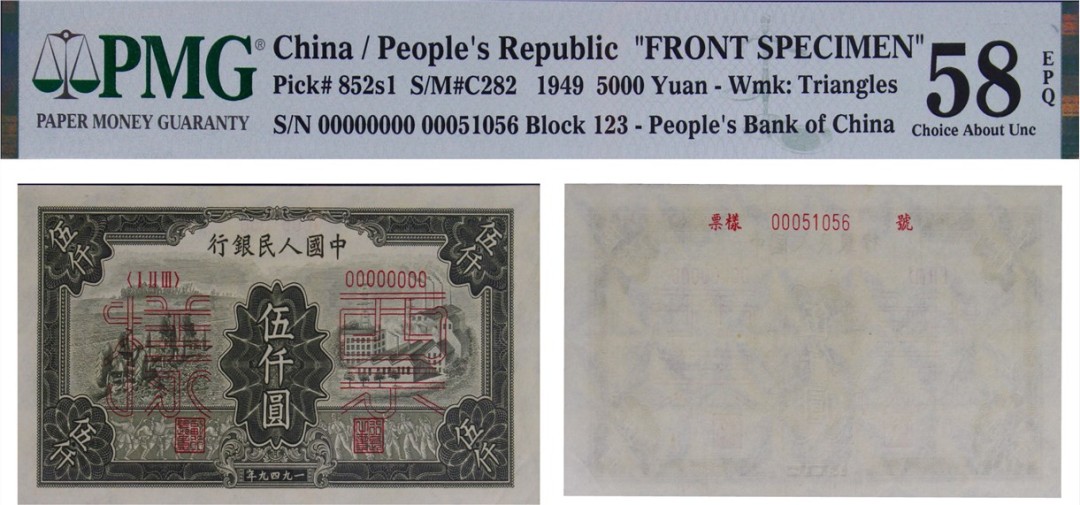 PMG®
PAPER MONEY GUARANTY
China / People's Republic "FRONT SPECIMEN"
Pick# 852s1 S/M#C282 1949 5000 Yuan - Wmk: Triangles
S/N 00000000 00051056 Block 123 - People's Bank of China
58
Choice About Unc
EPQ
中國人民銀行
伍仟
伍仟
〈I II III〉
00000000
票樣
伍仟圓
伍仟
伍仟
一九四九年
票樣 00051056 號